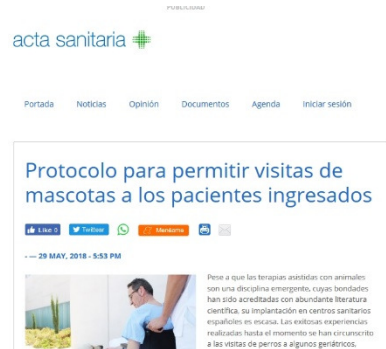 PUBLICIDAD
acta sanitaria
Portada Noticias Opinión Documentos Agenda Iniciar sesión
Protocolo para permitir visitas de
mascotas a los pacientes ingresados
Like 0 Twittear Menéame
- — 29 MAY, 2018 - 5:53 PM
Pese a que las terapias asistidas con animales
son una disciplina emergente, cuyas bondades
han sido acreditadas con abundante literatura
científica, su implantación en centros sanitarios
españoles es escasa. Las exitosas experiencias
realizadas hasta el momento se han circunscrito
a las visitas de perros a algunos geriátricos,